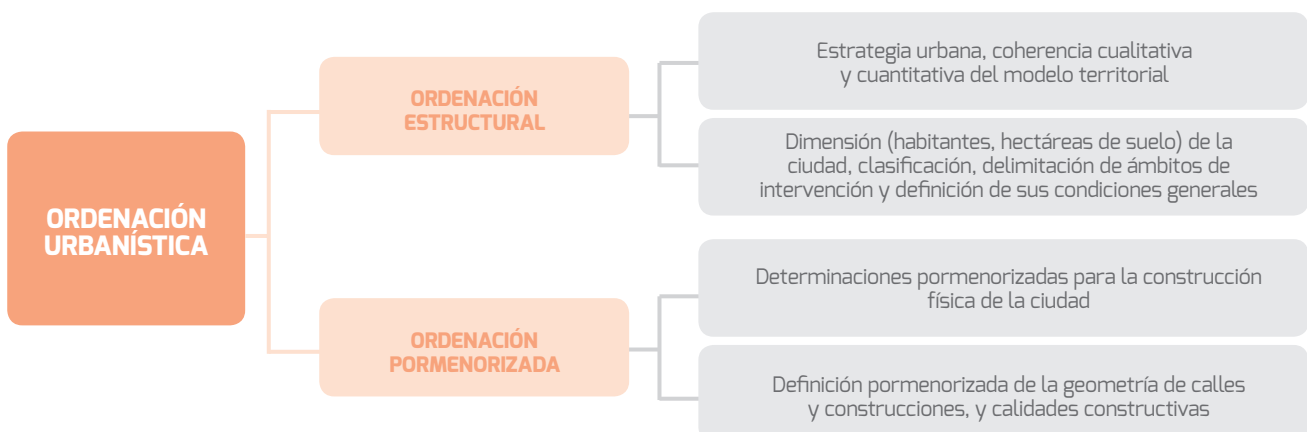 ORDENACIÓN
URBANÍSTICA
ORDENACIÓN
ESTRUCTURAL
Estrategia urbana, coherencia cualitativa
y cuantitativa del modelo territorial
Dimensión (habitantes, hectáreas de suelo) de la
ciudad, clasificación, delimitación de ámbitos de
intervención y definición de sus condiciones generales
ORDENACIÓN
PORMENORIZADA
Determinaciones pormenorizadas para la construcción
física de la ciudad
Definición pormenorizada de la geometría de calles
y construcciones, y calidades constructivas